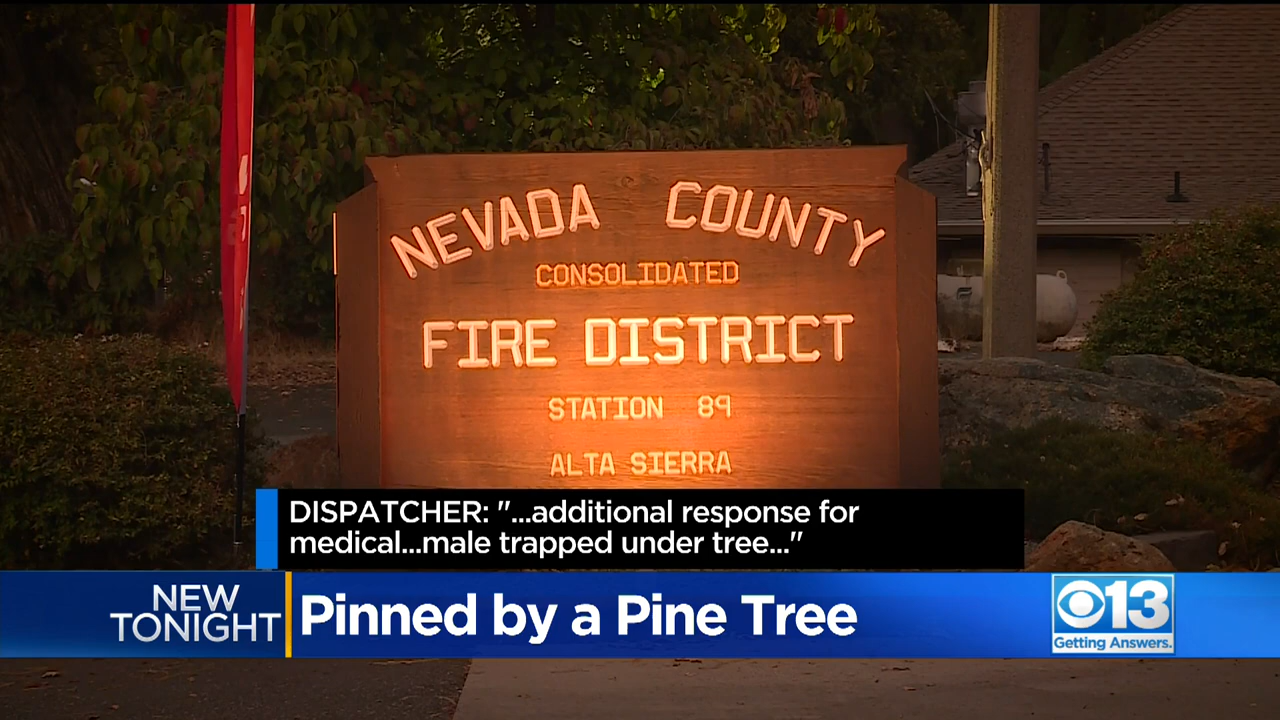 NEVADA COUNTY
CONSOLIDATED
FIRE DISTRICT
STATION 89
ALTA SIERRA
DISPATCHER: "...additional response for
medical...male trapped under tree..."
NEW
TONIGHT
Pinned by a Pine Tree
13
Getting Answers.